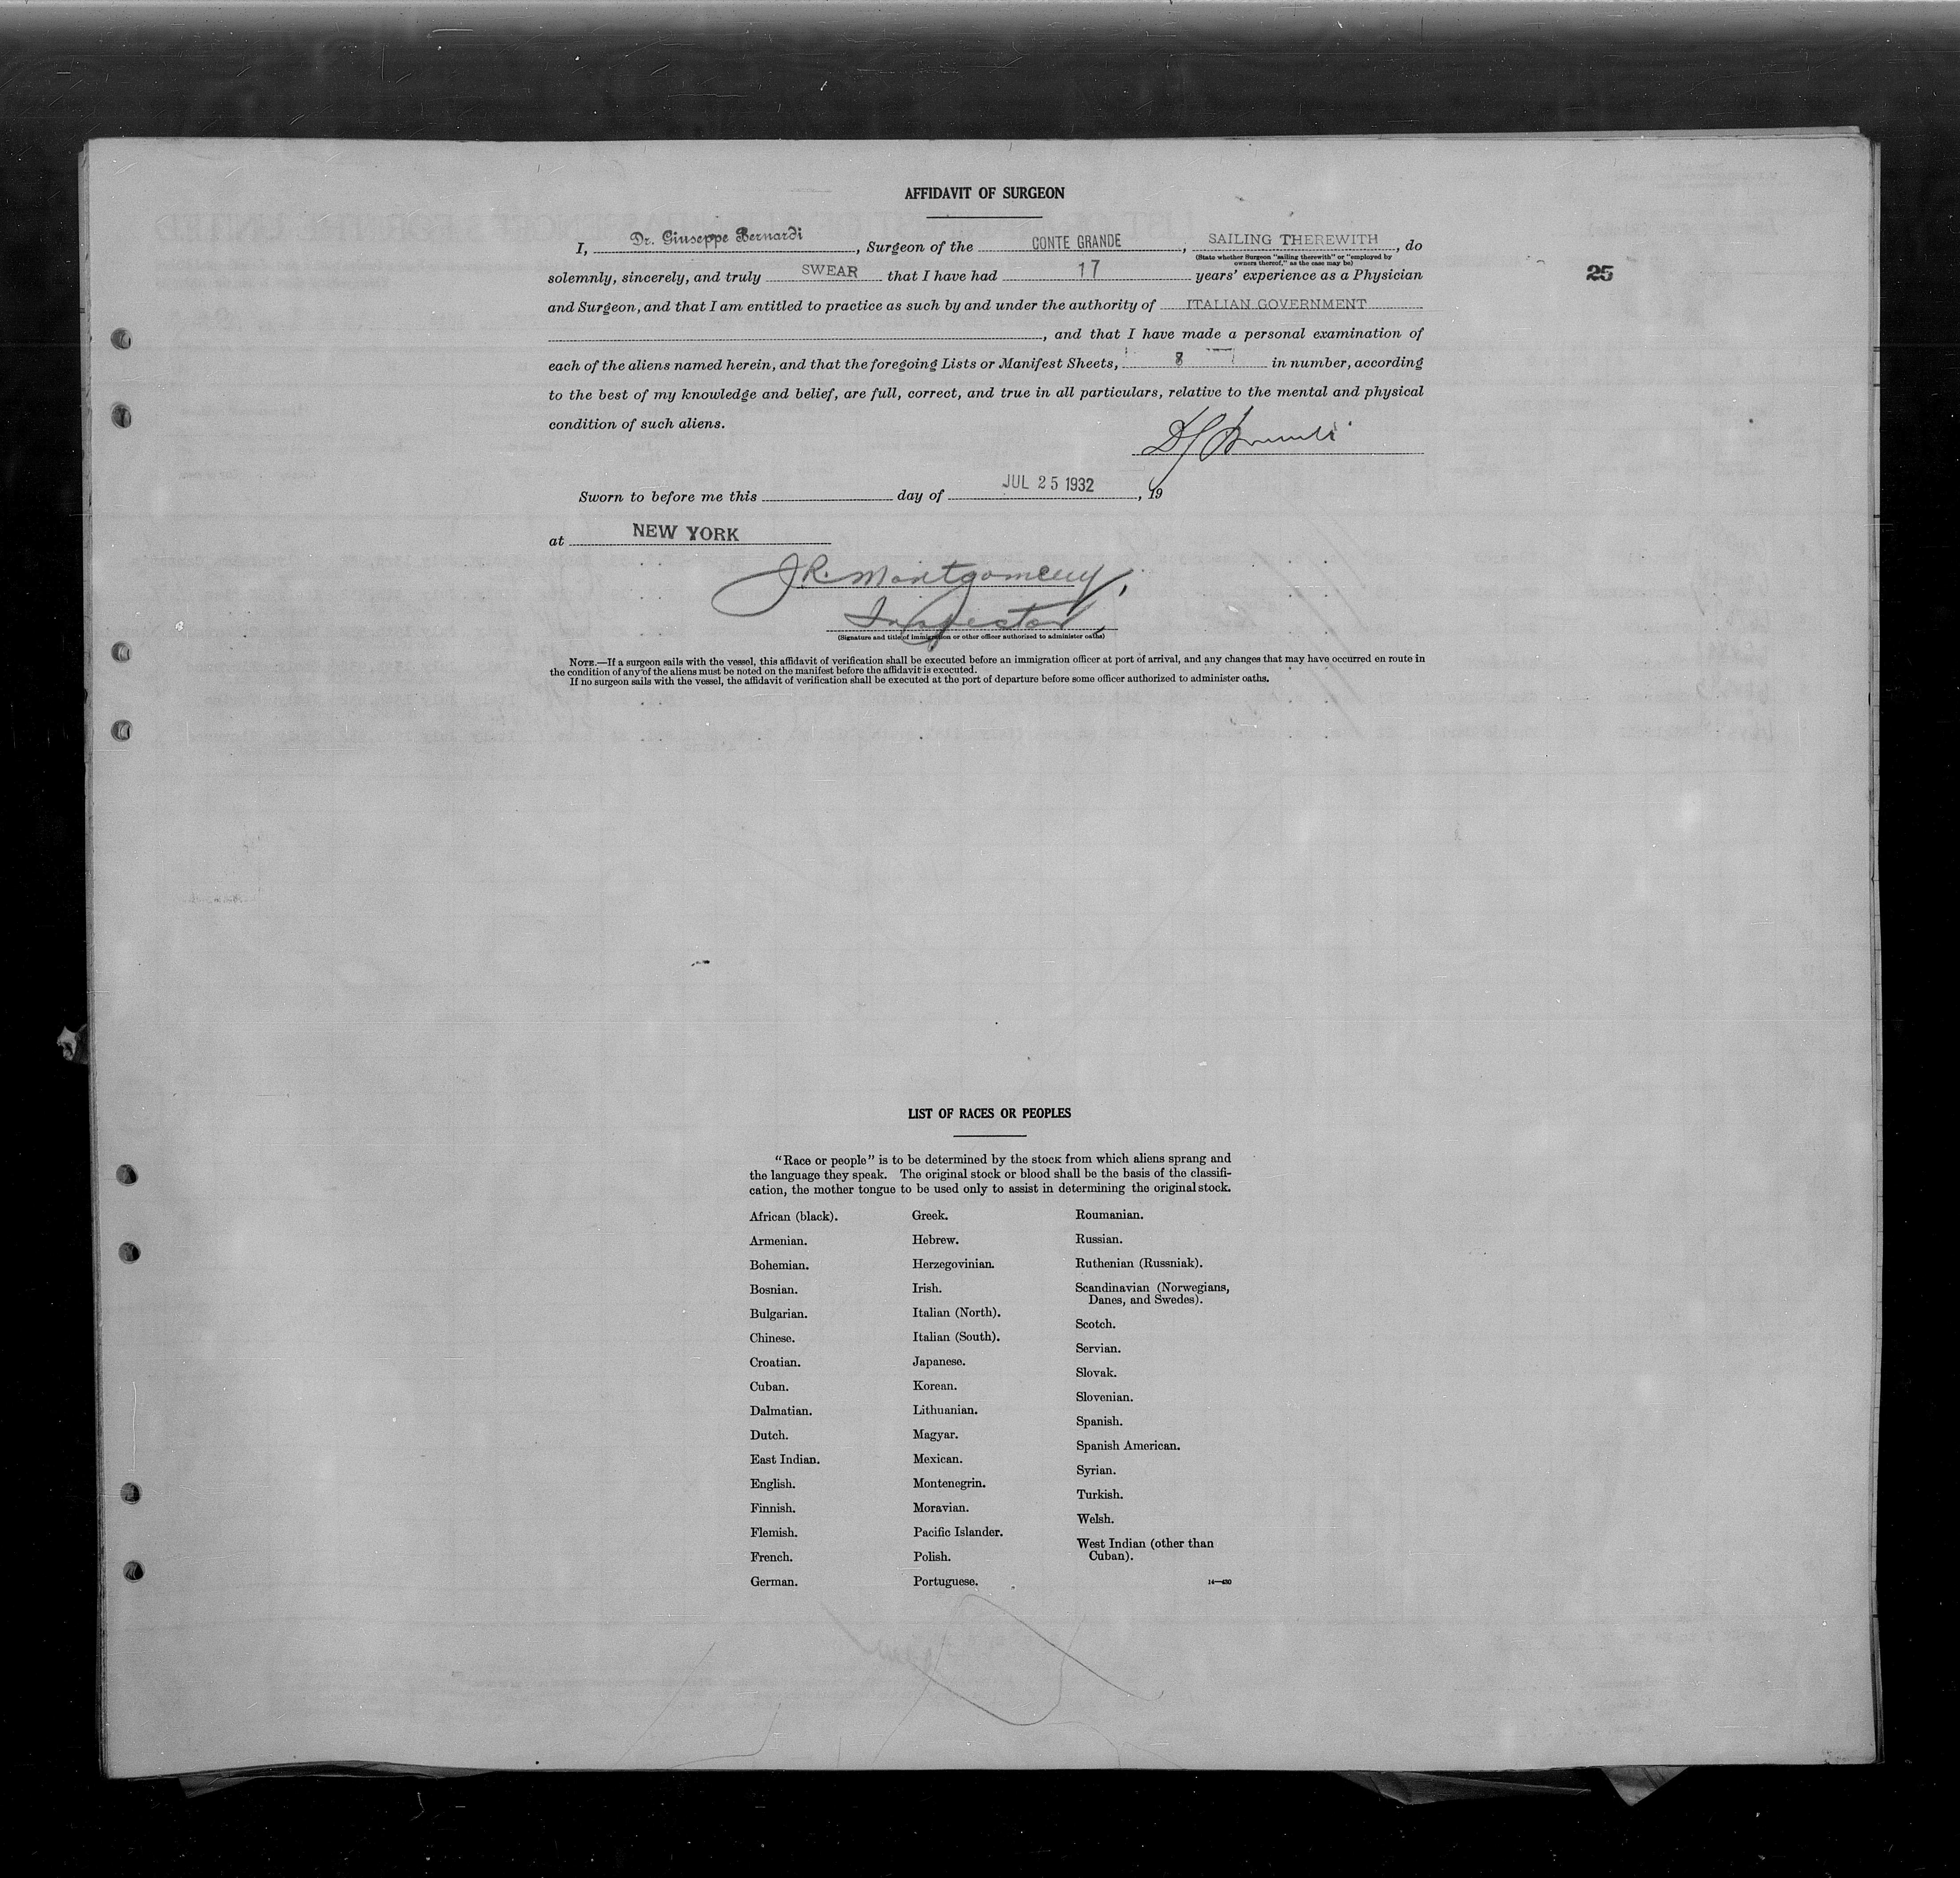 AFFIDAVIT OF SURGEON
I, Dr. Giuseppe Bernardi, Surgeon of the CONTE GRANDE, SAILING THEREWITH, do
(State whether Surgeon "sailing therewith" or "employed by
owners thereof," as the case may be)
solemnly, sincerely, and truly SWEAR that I have had 17 years' experience as a Physician
25
and Surgeon, and that I am entitled to practice as such by and under the authority of ITALIAN GOVERNMENT
, and that I have made a personal examination of
each of the aliens named herein, and that the foregoing Lists or Manifest Sheets, 8 in number, according
to the best of my knowledge and belief, are full, correct, and true in all particulars, relative to the mental and physical
condition of such aliens.
Sworn to before me this day of JUL 25 1932, 19
at NEW YORK
J.R. Montgomery,
Inspector,
(Signature and title of immigration or other officer authorized to administer oaths)
NOTE.—If a surgeon sails with the vessel, this affidavit of verification shall be executed before an immigration officer at port of arrival, and any changes that may have occurred en route in
the condition of any of the aliens must be noted on the manifest before the affidavit is executed.
If no surgeon sails with the vessel, the affidavit of verification shall be executed at the port of departure before some officer authorized to administer oaths.
LIST OF RACES OR PEOPLES
"Race or people" is to be determined by the stock from which aliens sprang and
the language they speak. The original stock or blood shall be the basis of the classifi-
cation, the mother tongue to be used only to assist in determining the original stock.
African (black).
Armenian.
Bohemian.
Bosnian.
Bulgarian.
Chinese.
Croatian.
Cuban.
Dalmatian.
Dutch.
East Indian.
English.
Finnish.
Flemish.
French.
German.
Greek.
Hebrew.
Herzegovinian.
Irish.
Italian (North).
Italian (South).
Japanese.
Korean.
Lithuanian.
Magyar.
Mexican.
Montenegrin.
Moravian.
Pacific Islander.
Polish.
Portuguese.
Roumanian.
Russian.
Ruthenian (Russniak).
Scandinavian (Norwegians,
Danes, and Swedes).
Scotch.
Servian.
Slovak.
Slovenian.
Spanish.
Spanish American.
Syrian.
Turkish.
Welsh.
West Indian (other than
Cuban).
14—430